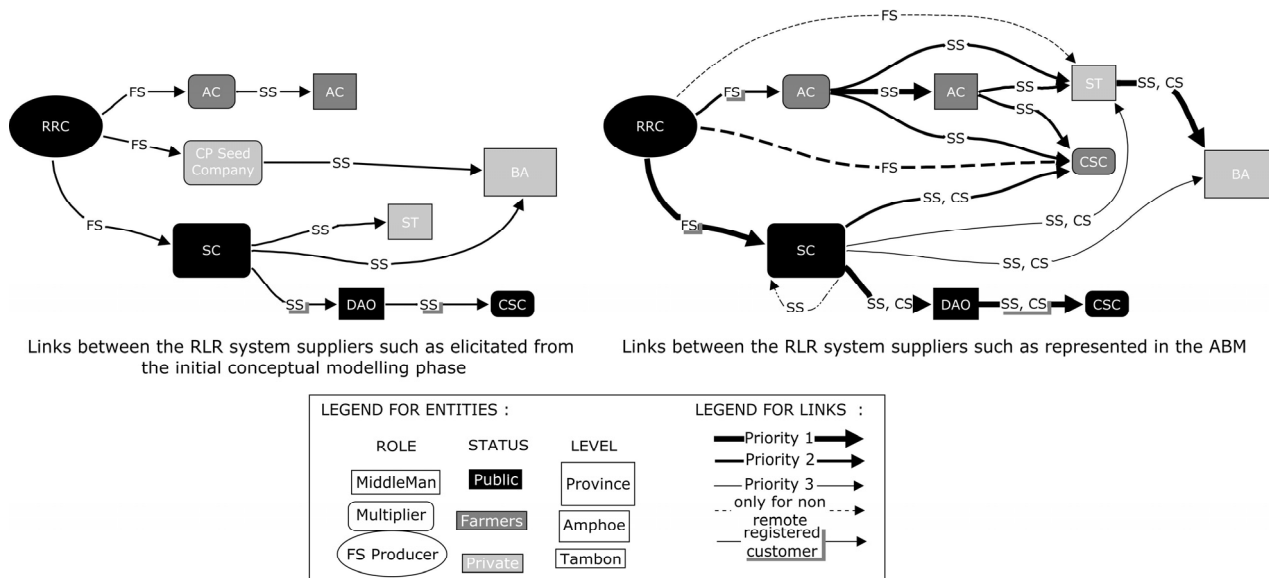 FS
AC
SS
AC
RRC
FS
CP Seed
Company
SS
BA
FS
SS
ST
SC
SS
SS
DAO
SS
CSC
Links between the RLR system suppliers such as elicitated from
the initial conceptual modelling phase
FS
SS
FS
AC
SS
AC
SS
ST
SS, CS
RRC
SS
SS
CSC
FS
BA
SS, CS
FS
SC
SS, CS
SS, CS
SS
SS, CS
DAO
SS, CS
CSC
Links between the RLR system suppliers such as represented in the ABM
LEGEND FOR ENTITIES :
ROLE
STATUS
LEVEL
MiddleMan
Public
Province
Multiplier
Farmers
Amphoe
FS Producer
Private
Tambon
LEGEND FOR LINKS :
Priority 1
Priority 2
Priority 3
only for non
remote
registered
customer